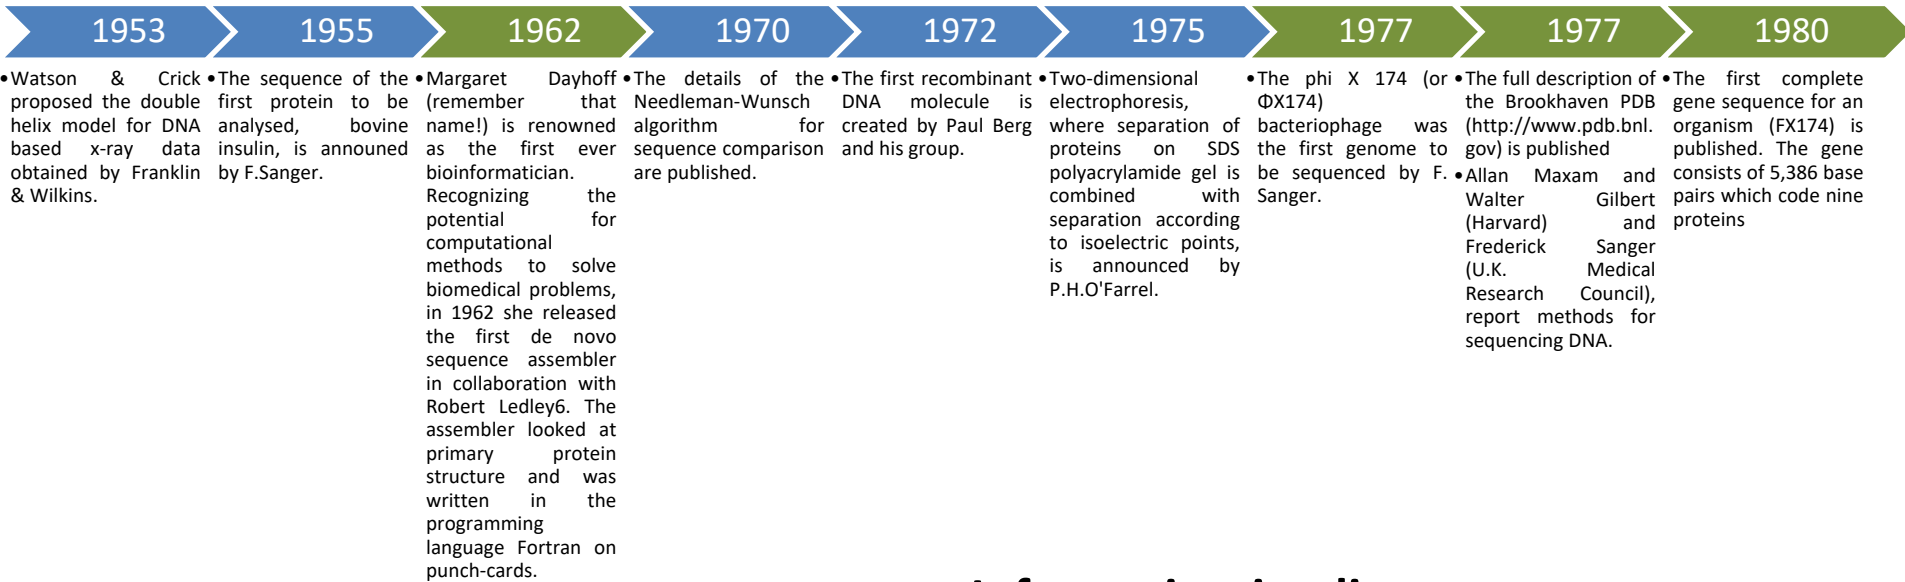 1953
1955
1962
1970
1972
1975
1977
1977
1980
•Watson & Crick
proposed the double
helix model for DNA
based x-ray data
obtained by Franklin
& Wilkins.
•The sequence of the
first protein to be
analysed, bovine
insulin, is announed
by F.Sanger.
•Margaret Dayhoff
(remember that
name!) is renowned
as the first ever
bioinformatician.
Recognizing the
potential for
computational
methods to solve
biomedical problems,
in 1962 she released
the first de novo
sequence assembler
in collaboration with
Robert Ledley6. The
assembler looked at
primary protein
structure and was
written in the
programming
language Fortran on
punch-cards.
•The details of the
Needleman-Wunsch
algorithm for
sequence comparison
are published.
•The first recombinant
DNA molecule is
created by Paul Berg
and his group.
•Two-dimensional
electrophoresis,
where separation of
proteins on SDS
polyacrylamide gel is
combined with
separation according
to isoelectric points,
is announced by
P.H.O'Farrel.
•The phi X 174 (or
ΦX174)
bacteriophage was
the first genome to
be sequenced by F.
Sanger.
•The full description of
the Brookhaven PDB
(http://www.pdb.bnl.
gov) is published
•Allan Maxam and
Walter Gilbert
(Harvard) and
Frederick Sanger
(U.K. Medical
Research Council),
report methods for
sequencing DNA.
•The first complete
gene sequence for an
organism (FX174) is
published. The gene
consists of 5,386 base
pairs which code nine
proteins